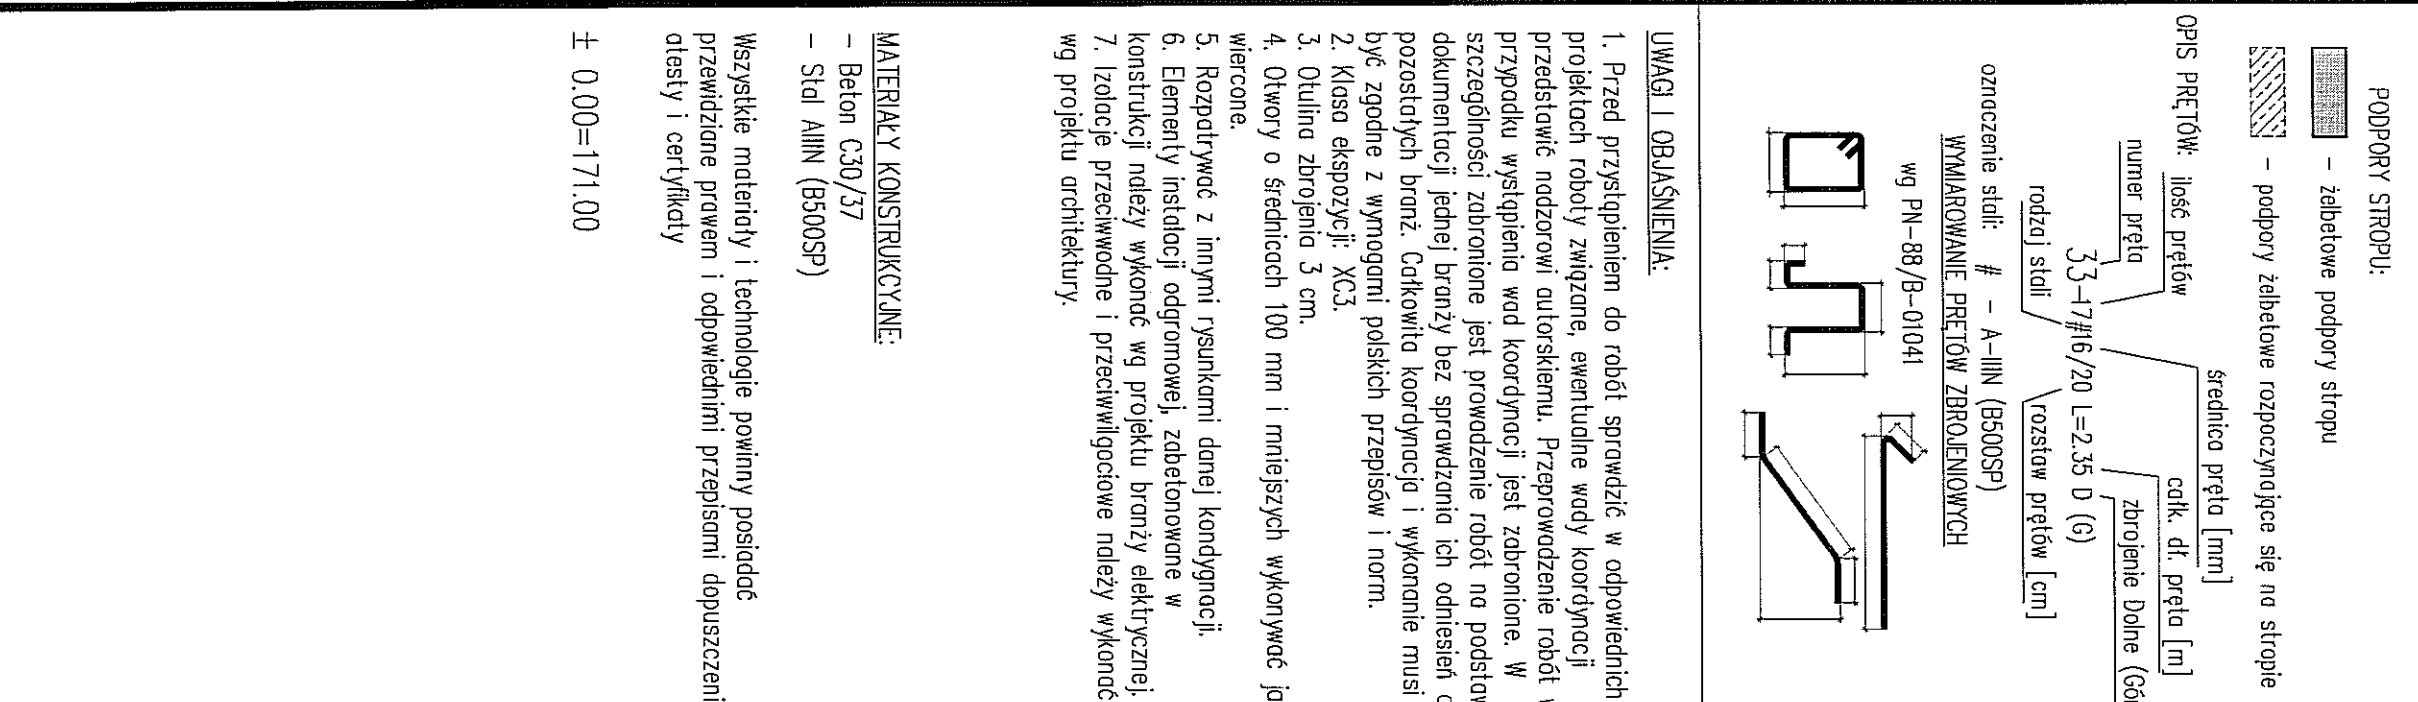 PODPORY STROPU:
- żelbetowe podpory stropu
- podpory żelbetowe rozpoczynające się na stropie
OPIS PRĘTÓW:
ilość prętów
numer pręta
średnica pręta [mm]
całk. dł. pręta [m]
zbrojenie Dolne
33-17#16/20 L=2.35 D (G)
rodzaj stali
rozstaw prętów [cm]
oznaczenie stali: # - A-IIIN (B500SP)
WYMIAROWANIE PRĘTÓW ZBROJENIOWYCH
wg PN-88/B-01041
UWAGI I OBJAŚNIENIA:
1. Przed przystąpieniem do robót sprawdzić w odpowiednich
projektach roboty związane, ewentualne wady koordynacji
przedstawić nadzorowi autorskiemu. Przeprowadzenie robót
przypadku wystąpienia wad koordynacji jest zabronione. W
szczególności zabronione jest prowadzenie robót na
dokumentacji jednej branży bez sprawdzania ich odniesień
pozostałych branż. Całkowita koordynacja i wykonanie musi
być zgodne z wymogami polskich przepisów i norm.
2. Klasa ekspozycji: XC3.
3. Otulina zbrojenia 3 cm.
4. Otwory o średnicach 100 mm i mniejszych wykonywać
wiercone.
5. Rozpatrywać z innymi rysunkami danej kondygnacji.
6. Elementy instalacji odgromowej, zabetonowane w
konstrukcji należy wykonać wg projektu branży elektrycznej.
7. Izolacje przeciwwodne i przeciwwilgociowe należy wykonać
wg projektu architektury.
MATERIAŁY KONSTRUKCYJNE:
- Beton C30/37
- Stal AIIIN (B500SP)
Wszystkie materiały i technologie powinny posiadać
przewidziane prawem i odpowiednimi przepisami
atesty i certyfikaty
± 0.00=171.00